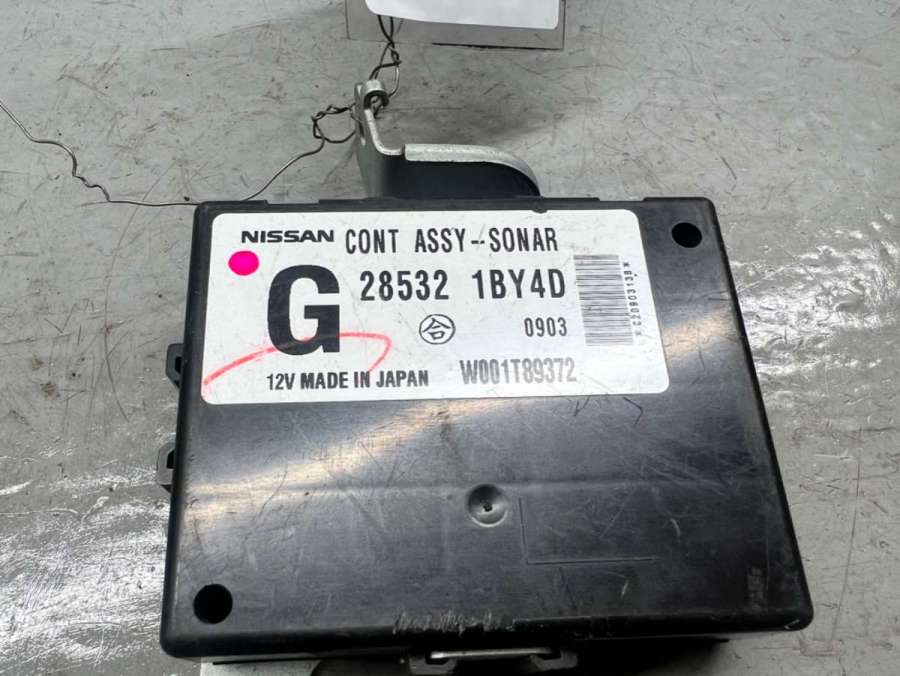 NISSAN CONT ASSY--SONAR
G 28532 1BY4D
合 0903
12V MADE IN JAPAN W001T89372